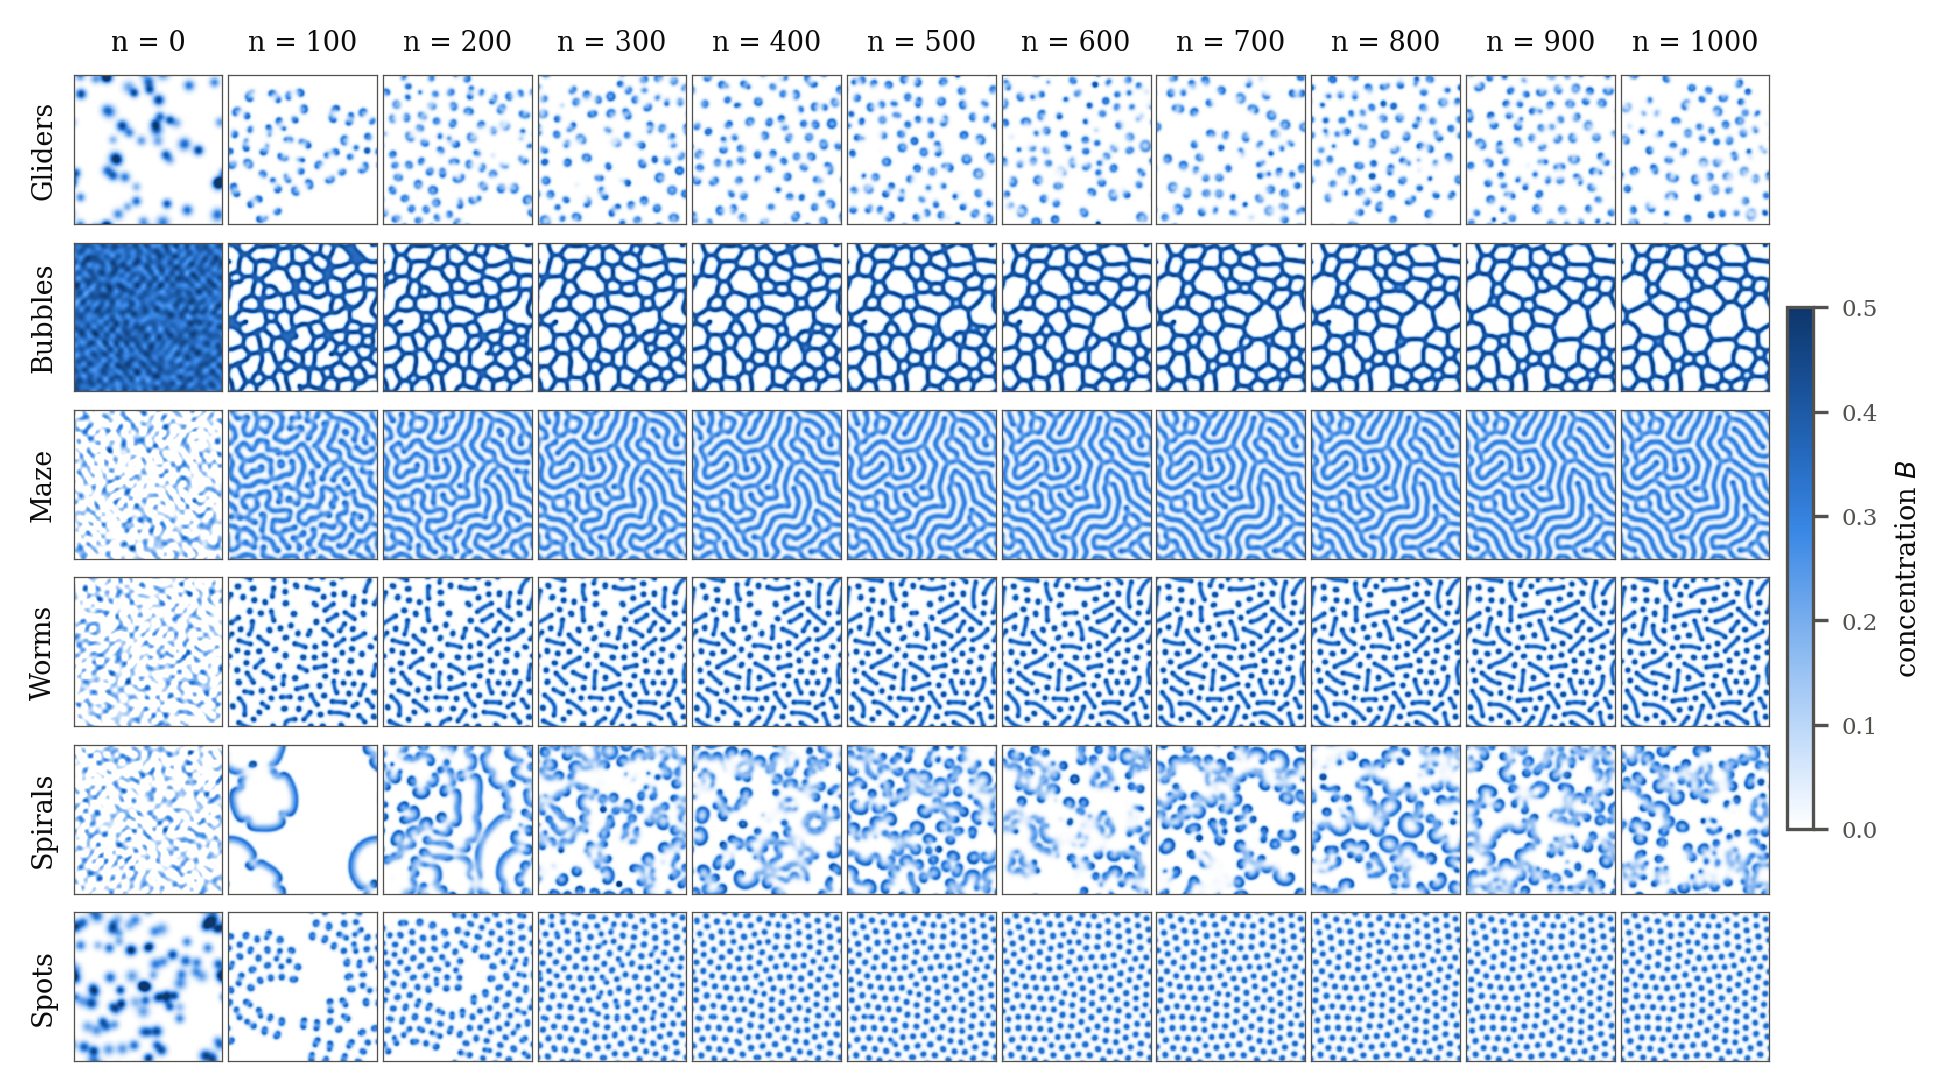 n = 0 n = 100 n = 200 n = 300 n = 400 n = 500 n = 600 n = 700 n = 800 n = 900 n = 1000
Gliders
Bubbles
Maze
Worms
Spirals
Spots
0.5
0.4
0.3
0.2
0.1
0.0
concentration B